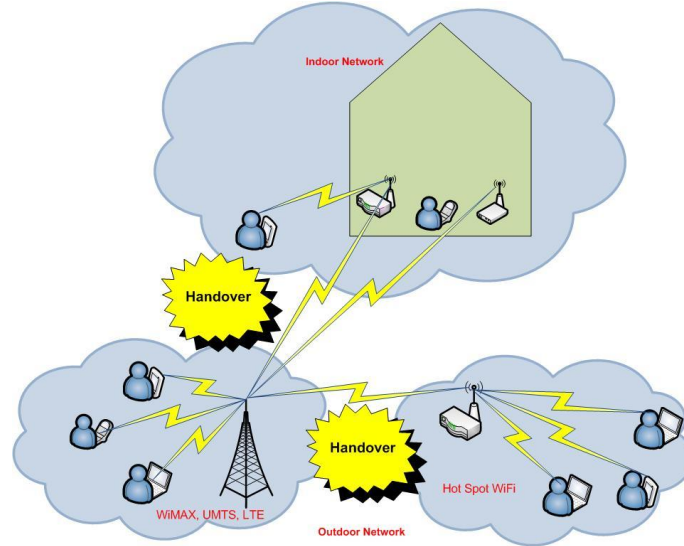 Indoor Network
Handover
Handover
Hot Spot WiFi
WiMAX, UMTS, LTE
Outdoor Network